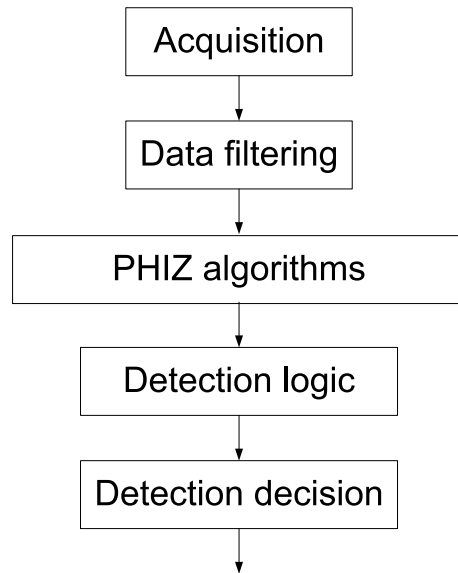 Acquisition
Data filtering
PHIZ algorithms
Detection logic
Detection decision